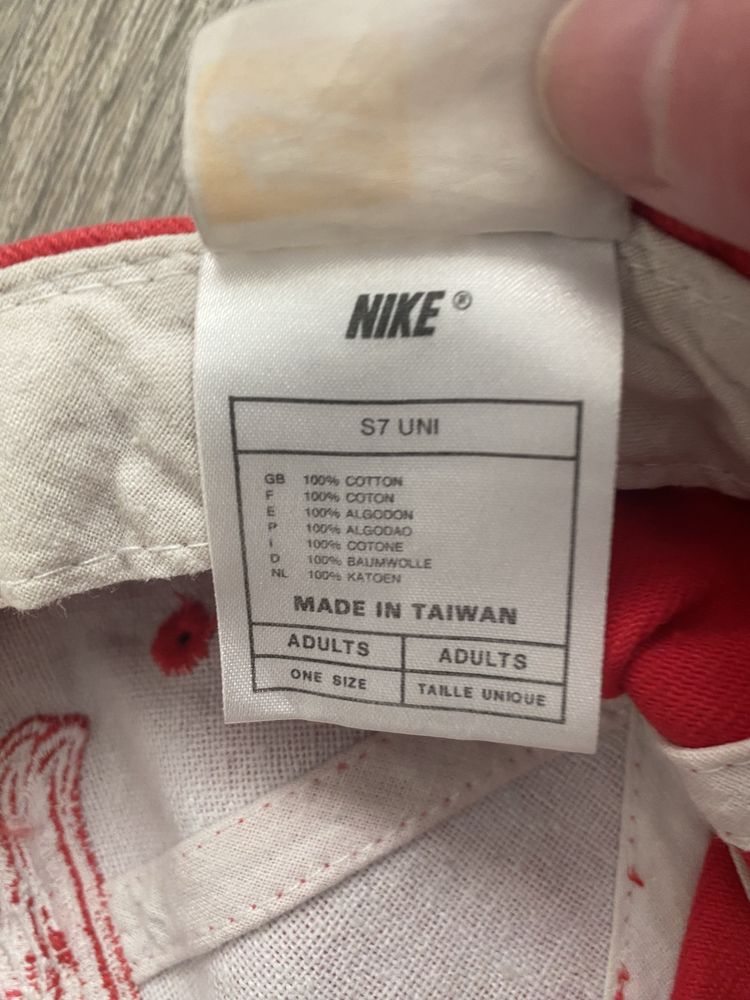 NIKE ®
S7 UNI
GB 100% COTTON
F 100% COTON
E 100% ALGODON
P 100% ALGODAO
I 100% COTONE
D 100% BAUMWOLLE
NL 100% KATOEN
MADE IN TAIWAN
ADULTS ADULTS
ONE SIZE TAILLE UNIQUE